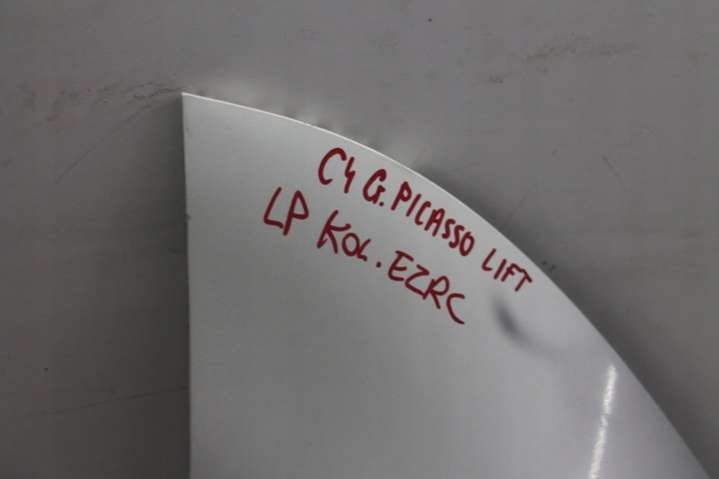 C4 G. PICASSO LIFT
LP KOL. EZRC